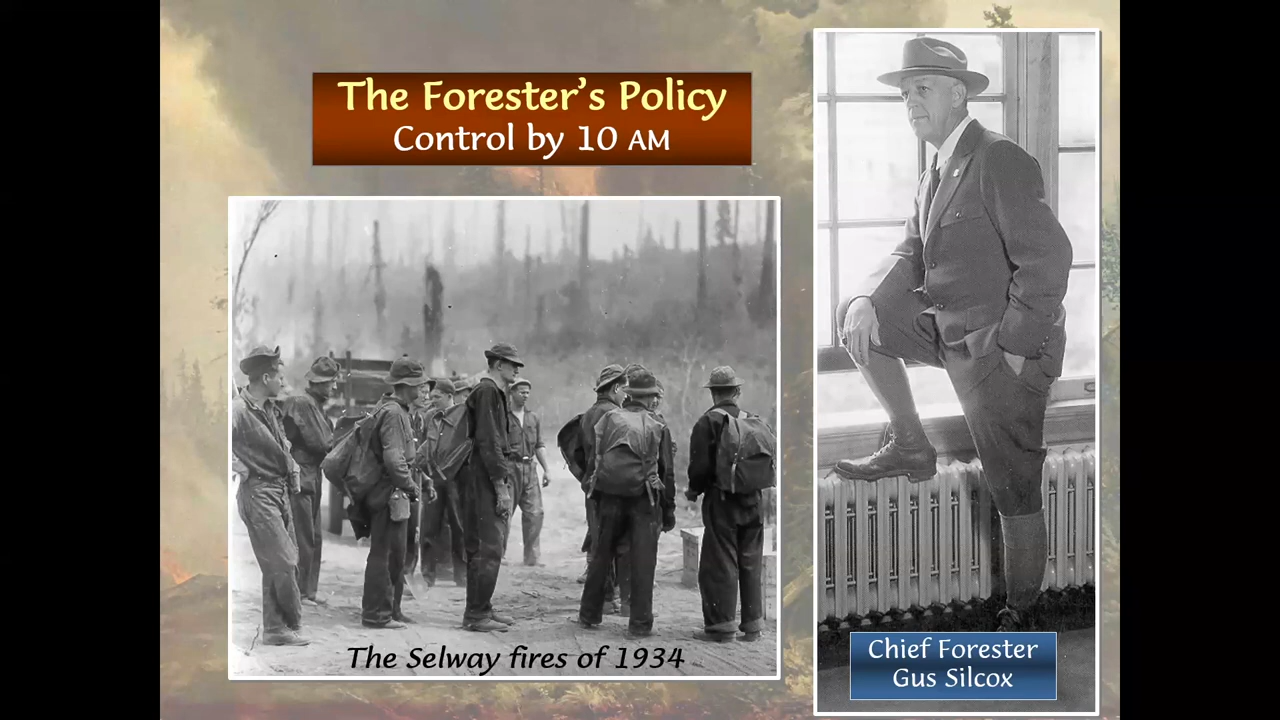 The Forester’s Policy
Control by 10 AM
The Selway fires of 1934
Chief Forester
Gus Silcox